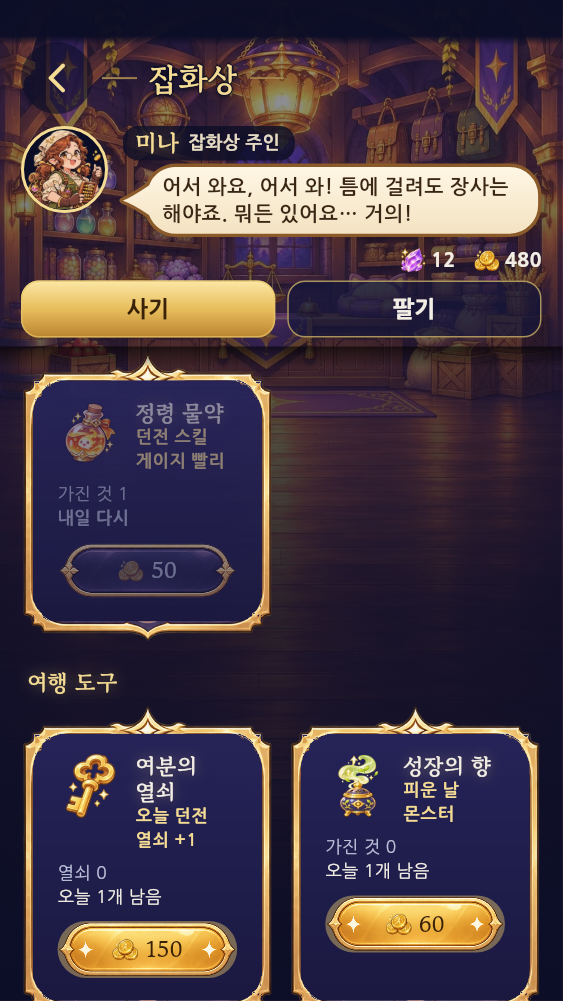 잡화상
미나 잡화상 주인
어서 와요, 어서 와! 틈에 걸려도 장사는
해야죠. 뭐든 있어요… 거의!
12 480
사기 팔기
정령 물약
던전 스킬
게이지 빨리
가진 것 1
내일 다시
50
여행 도구
여분의
열쇠
오늘 던전
열쇠 +1
열쇠 0
오늘 1개 남음
150
성장의 향
피운 날
몬스터
가진 것 0
오늘 1개 남음
60